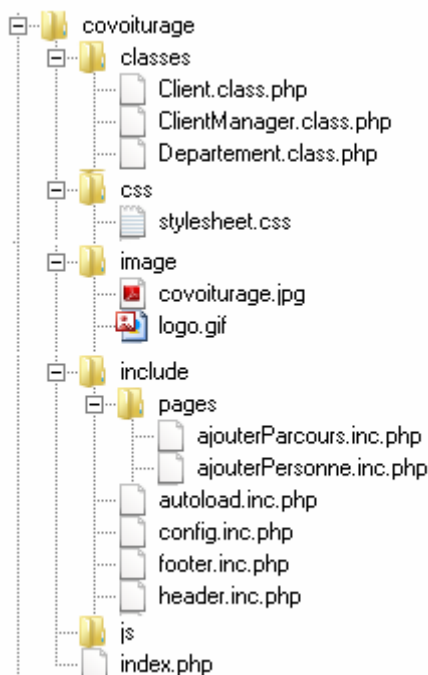 covoiturage
classes
Client.class.php
ClientManager.class.php
Departement.class.php
css
stylesheet.css
image
covoiturage.jpg
logo.gif
include
pages
ajouterParcours.inc.php
ajouterPersonne.inc.php
autoload.inc.php
config.inc.php
footer.inc.php
header.inc.php
js
index.php